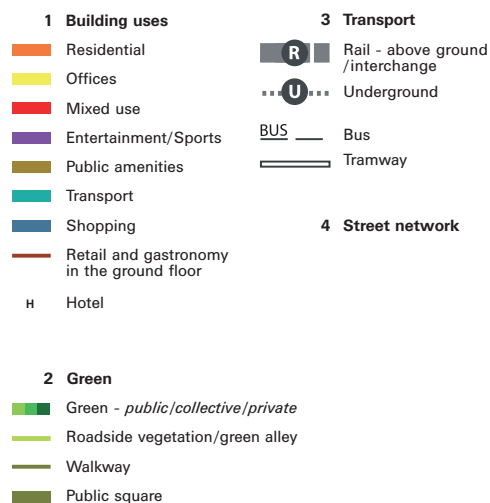 1 Building uses
Residential
Offices
Mixed use
Entertainment/Sports
Public amenities
Transport
Shopping
Retail and gastronomy
in the ground floor
H Hotel
2 Green
Green - public/collective/private
Roadside vegetation/green alley
Walkway
Public square
3 Transport
R Rail - above ground
/interchange
U Underground
BUS Bus
Tramway
4 Street network